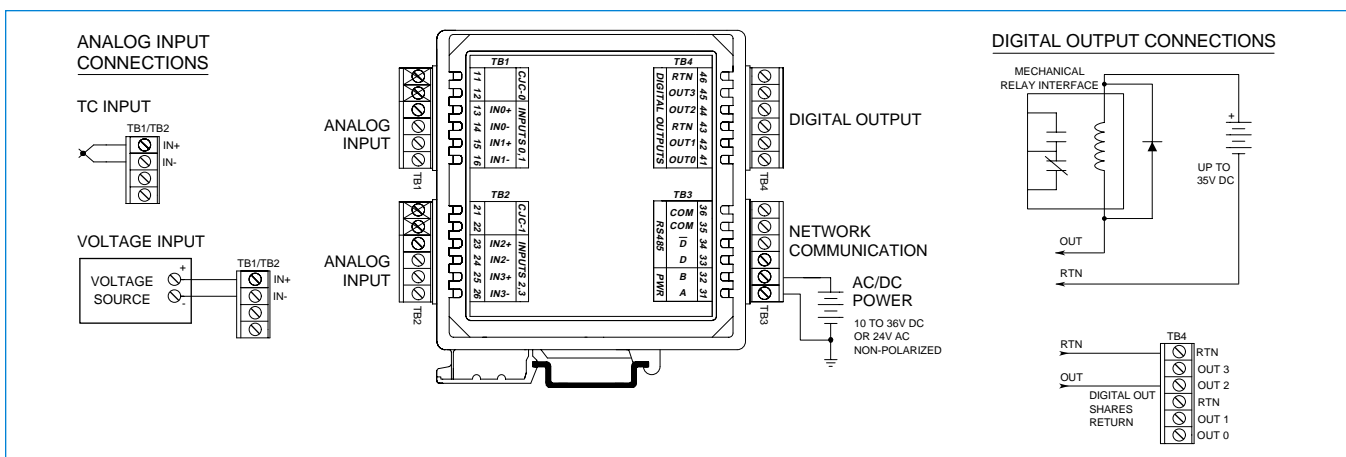 ANALOG INPUT
CONNECTIONS
TC INPUT
TB1/TB2
IN+
IN-
VOLTAGE INPUT
VOLTAGE
SOURCE
+
-
TB1/TB2
IN+
IN-
ANALOG
INPUT
TB1
ANALOG
INPUT
TB2
TB1
11
12
CJC-0
13 IN0+
14 IN0-
15 IN1+
16 IN1-
INPUTS 0,1
TB2
21
22
CJC-1
23 IN2+
24 IN2-
25 IN3+
26 IN3-
INPUTS 2,3
TB4
DIGITAL OUTPUTS
RTN 46
OUT3 45
OUT2 44
RTN 43
OUT1 42
OUT0 41
TB3
RS485
COM 36
COM 35
D 34
D 33
PWR
B 32
A 31
DIGITAL OUTPUT
TB4
NETWORK
COMMUNICATION
TB3
AC/DC
POWER
10 TO 36V DC
OR 24V AC
NON-POLARIZED
DIGITAL OUTPUT CONNECTIONS
MECHANICAL
RELAY INTERFACE
+
UP TO
35V DC
OUT
RTN
TB4
RTN
OUT
DIGITAL OUT
SHARES
RETURN
RTN
OUT 3
OUT 2
RTN
OUT 1
OUT 0